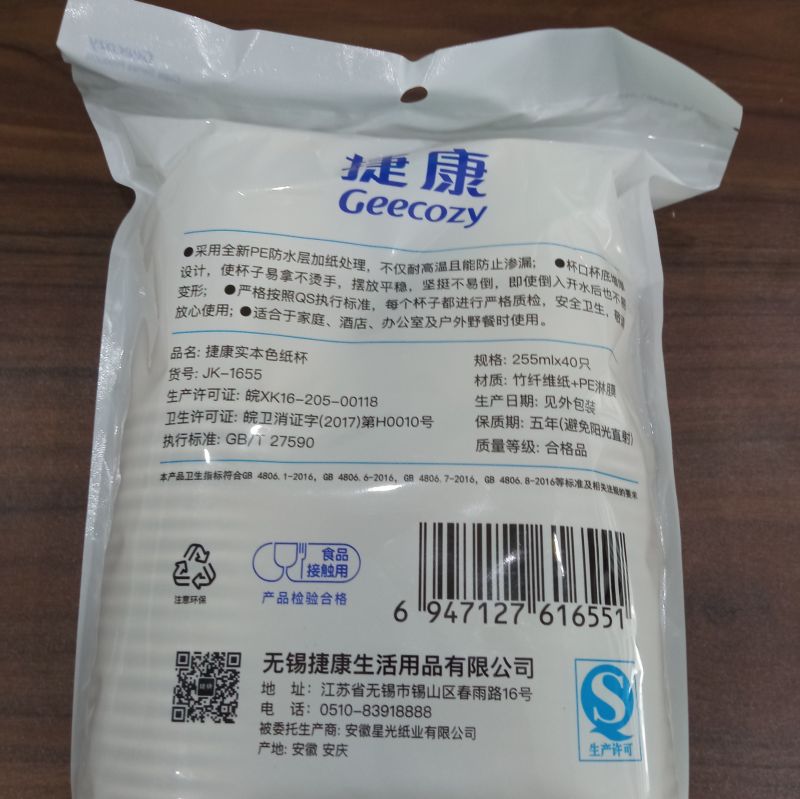 Geecozy
捷康
Geecozy
●采用全新PE防水层加纸处理，不仅耐高温且能防止渗漏；●杯口杯底增
设计，使杯子易拿不烫手，摆放平稳，坚挺不易倒，即使倒入开水后也不易
变形；●严格按照QS执行标准，每个杯子都进行严格质检，安全卫生，敬请
放心使用；●适合于家庭、酒店、办公室及户外野餐时使用。
品名: 捷康实本色纸杯
货号: JK-1655
生产许可证: 皖XK16-205-00118
卫生许可证: 皖卫消证字(2017)第H0010号
执行标准: GB/T 27590
规格: 255mlx40只
材质: 竹纤维纸+PE淋膜
生产日期: 见外包装
保质期: 五年(避免阳光直射)
质量等级: 合格品
本产品卫生指标符合GB 4806.1-2016, GB 4806.6-2016, GB 4806.7-2016, GB 4806.8-2016等标准及相关法规的要求
注意环保
食品
接触用
产品检验合格
6 947127 616551
无锡捷康生活用品有限公司
地 址: 江苏省无锡市锡山区春雨路16号
电 话: 0510-83918888
被委托生产商: 安徽星光纸业有限公司
产地: 安徽 安庆
生产许可